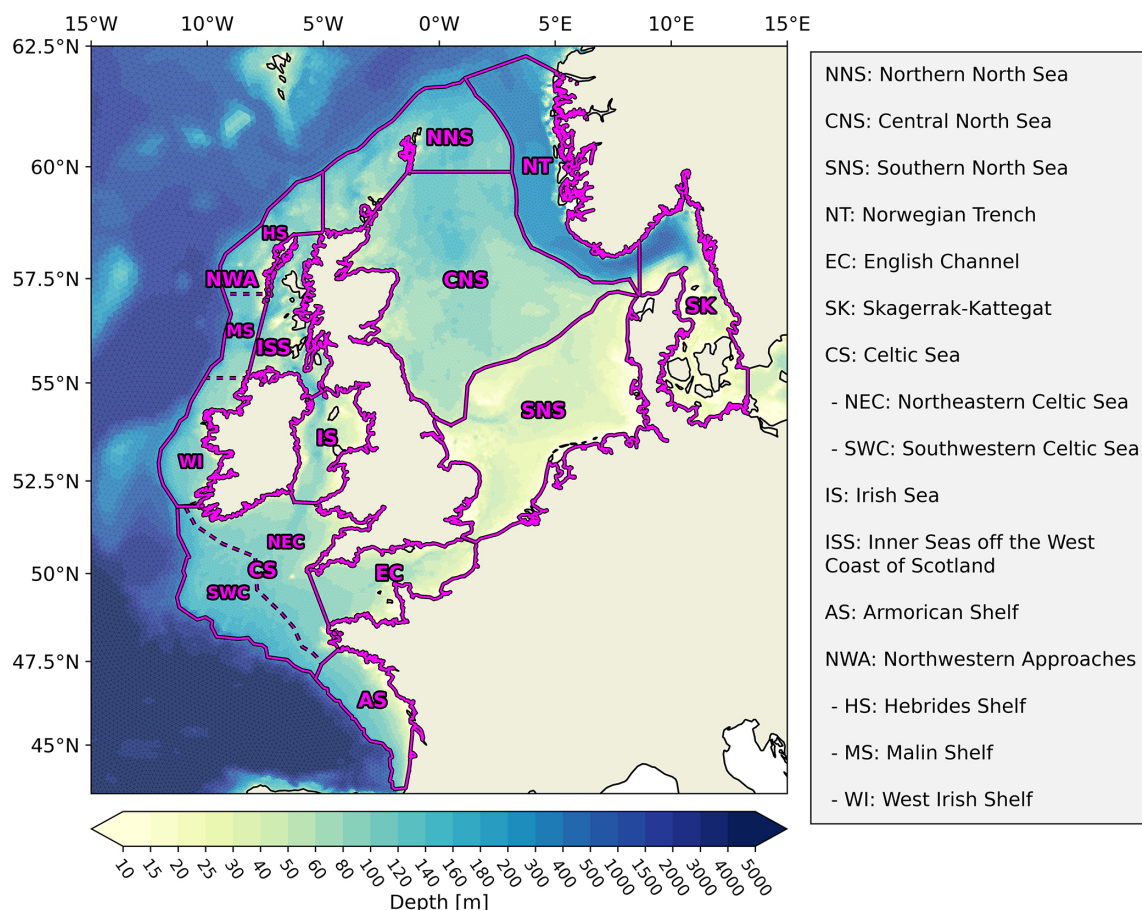 15°W 10°W 5°W 0°W 5°E 10°E 15°E
62.5°N
60°N
57.5°N
55°N
52.5°N
50°N
47.5°N
45°N
NNS
NT
HS
NWA
CNS
SK
MS
ISS
SNS
IS
WI
NEC
CS
EC
SWC
AS
10 15 20 25 30 40 50 60 80 100 120 140 160 180 200 300 400 500 1000 1500 2000 3000 4000 5000
Depth [m]
NNS: Northern North Sea
CNS: Central North Sea
SNS: Southern North Sea
NT: Norwegian Trench
EC: English Channel
SK: Skagerrak-Kattegat
CS: Celtic Sea
- NEC: Northeastern Celtic Sea
- SWC: Southwestern Celtic Sea
IS: Irish Sea
ISS: Inner Seas off the West
Coast of Scotland
AS: Armorican Shelf
NWA: Northwestern Approaches
- HS: Hebrides Shelf
- MS: Malin Shelf
- WI: West Irish Shelf